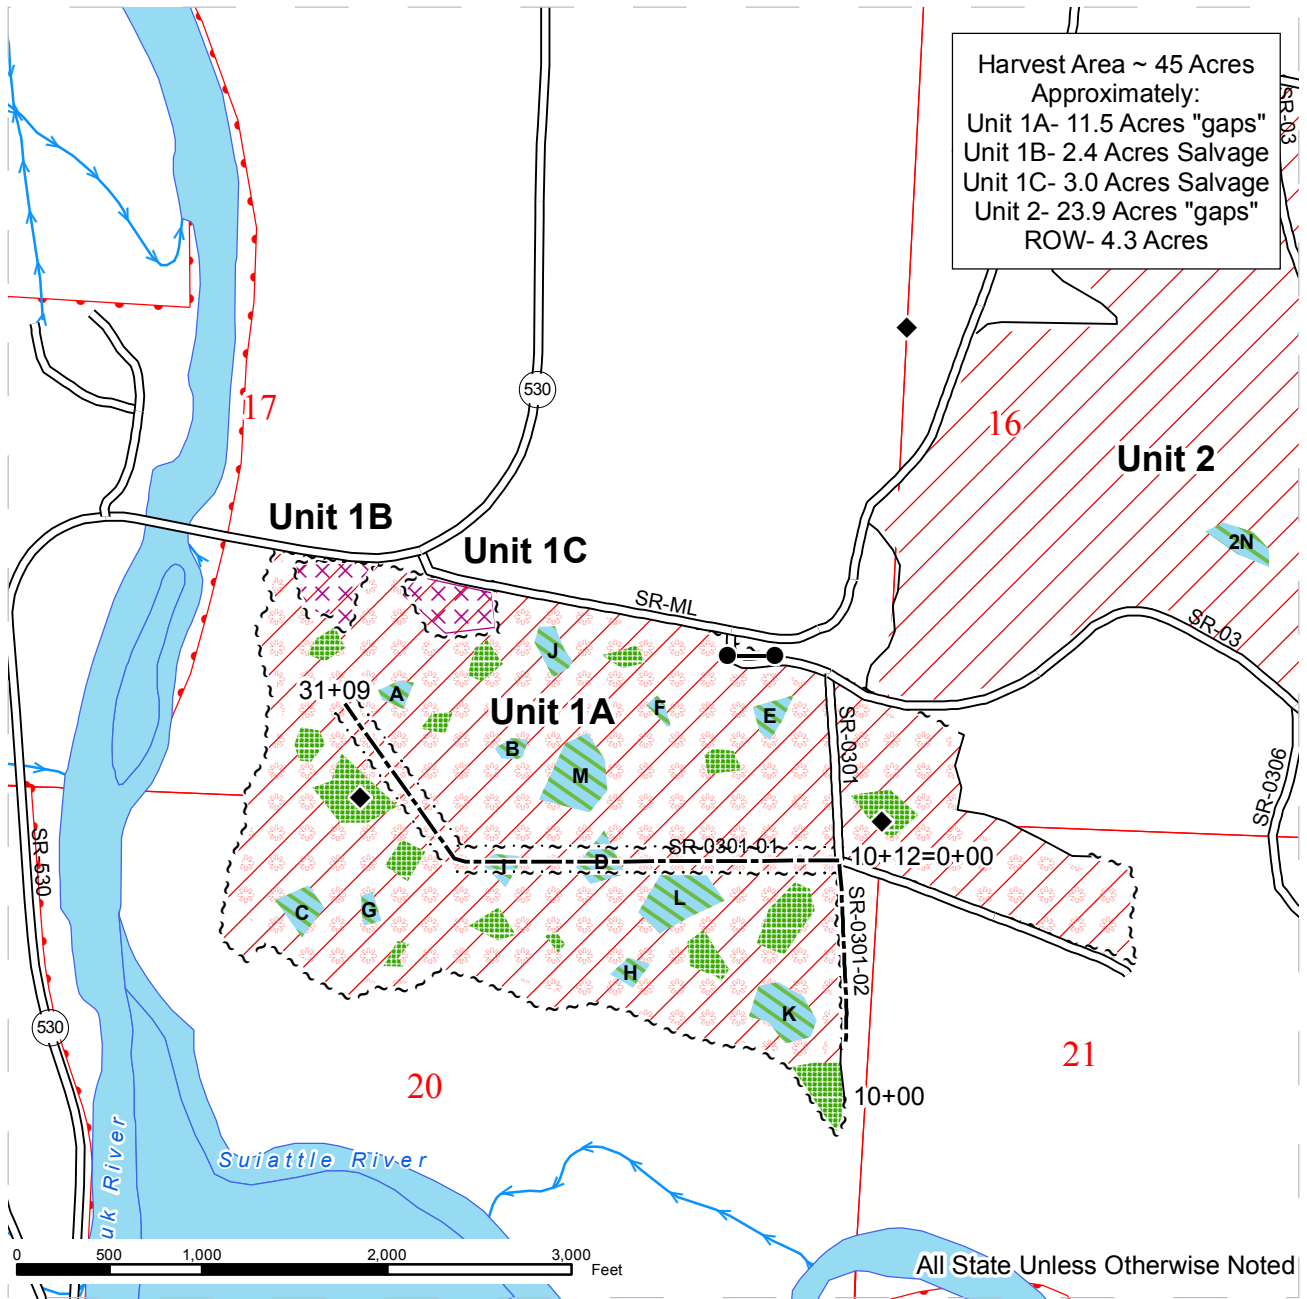 Harvest Area ~ 45 Acres
Approximately:
Unit 1A- 11.5 Acres "gaps"
Unit 1B- 2.4 Acres Salvage
Unit 1C- 3.0 Acres Salvage
Unit 2- 23.9 Acres "gaps"
ROW- 4.3 Acres
SR-03
530
17
16
Unit 2
Unit 1B
Unit 1C
2N
SR-ML
SR-03
J
A
31+09
Unit 1A
F
E
B
M
SR-0301
SR-0306
SR-530
SR-0301-01
10+12=0+00
I
D
L
C
G
SR-0301-02
H
K
530
20
21
10+00
Suiattle River
uk River
0 500 1,000 2,000 3,000
Feet
All State Unless Otherwise Noted